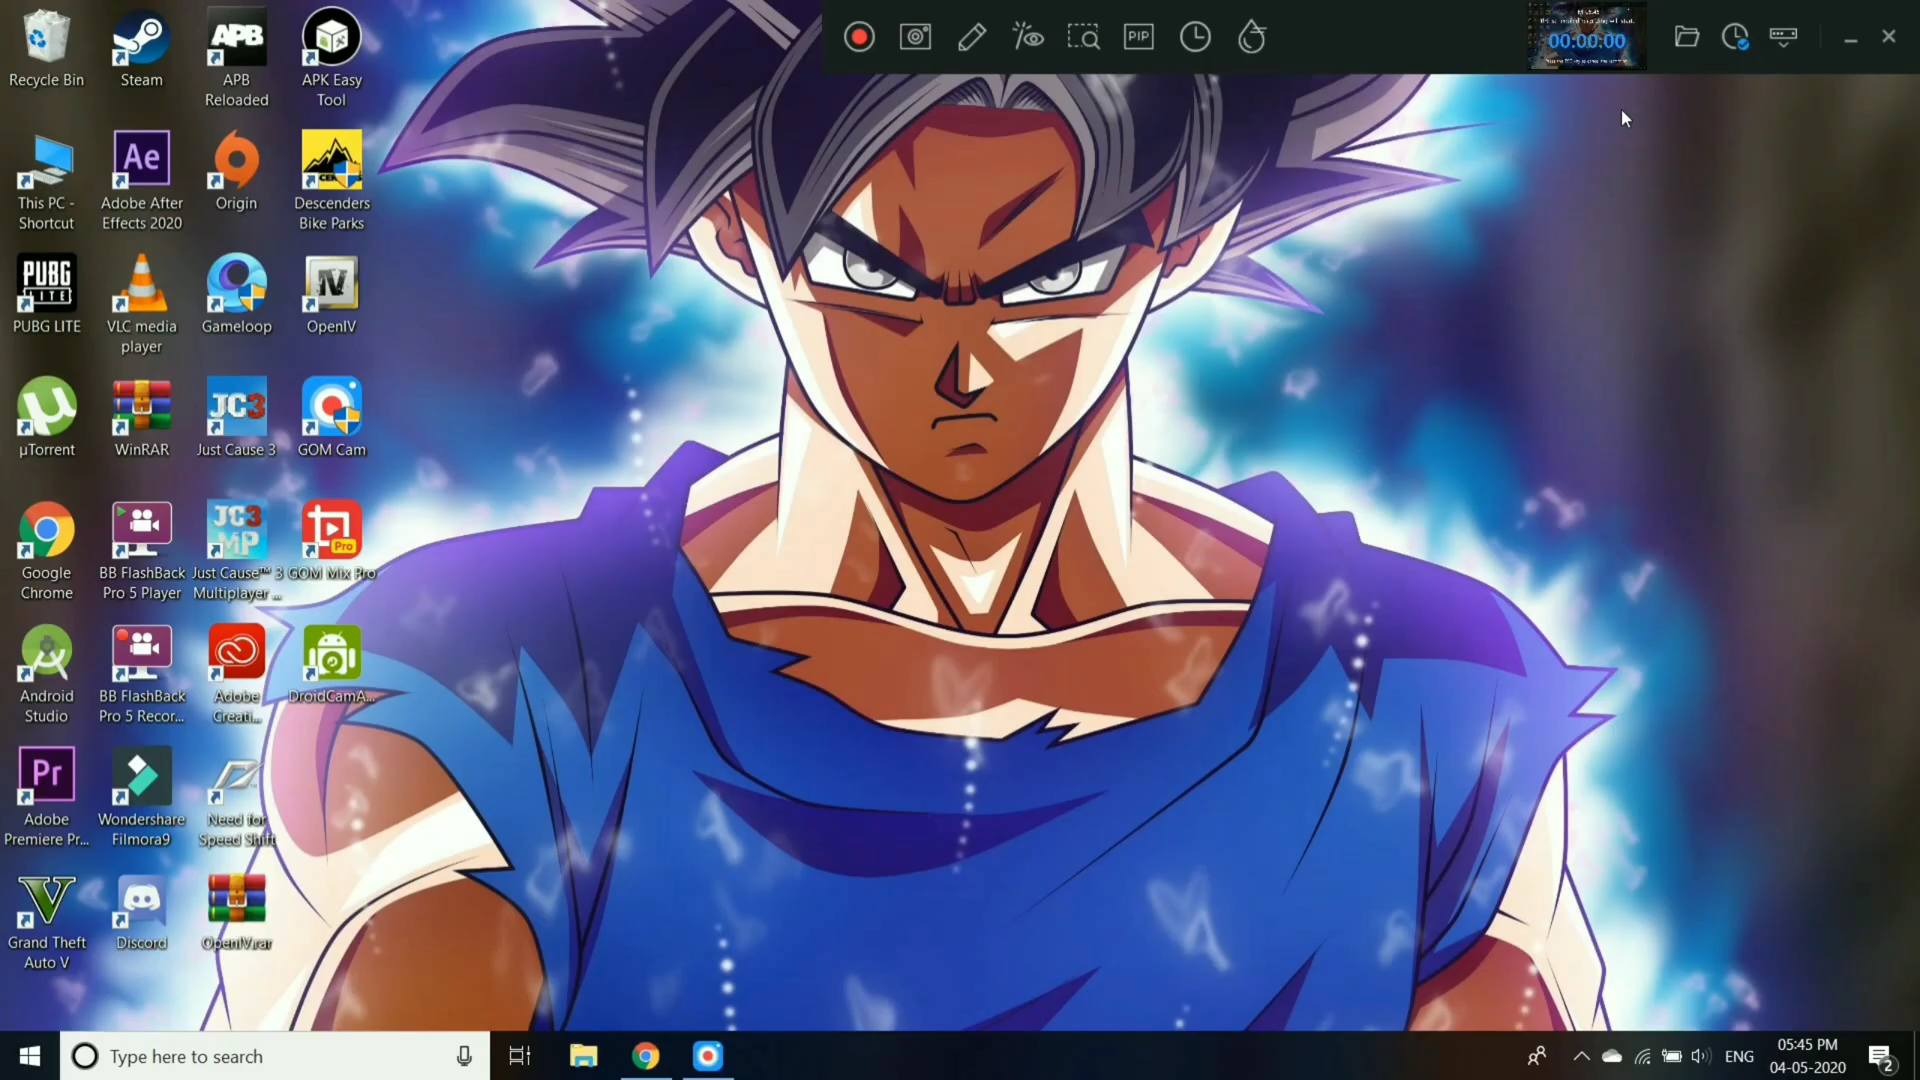 Recycle Bin
Steam
APB
APB
Reloaded
APK Easy
Tool
PIP
00:00:00
This PC -
Shortcut
Ae
Adobe After
Effects 2020
Origin
Descenders
Bike Parks
PUBG
LITE
PUBG LITE
VLC media
player
Gameloop
IV
OpenIV
µ
µTorrent
WinRAR
JC3
Just Cause 3
GOM Cam
Google
Chrome
BB FlashBack
Pro 5 Player
JC3
MP
Just Cause™ 3
Multiplayer ...
Pro
GOM Mix Pro
Android
Studio
BB FlashBack
Pro 5 Recor...
Adobe
Creati...
DroidCamA...
Pr
Adobe
Premiere Pr...
Wondershare
Filmora9
Need for
Speed Shift
V
Grand Theft
Auto V
Discord
OpenIV.rar
Type here to search
ENG
05:45 PM
04-05-2020
2